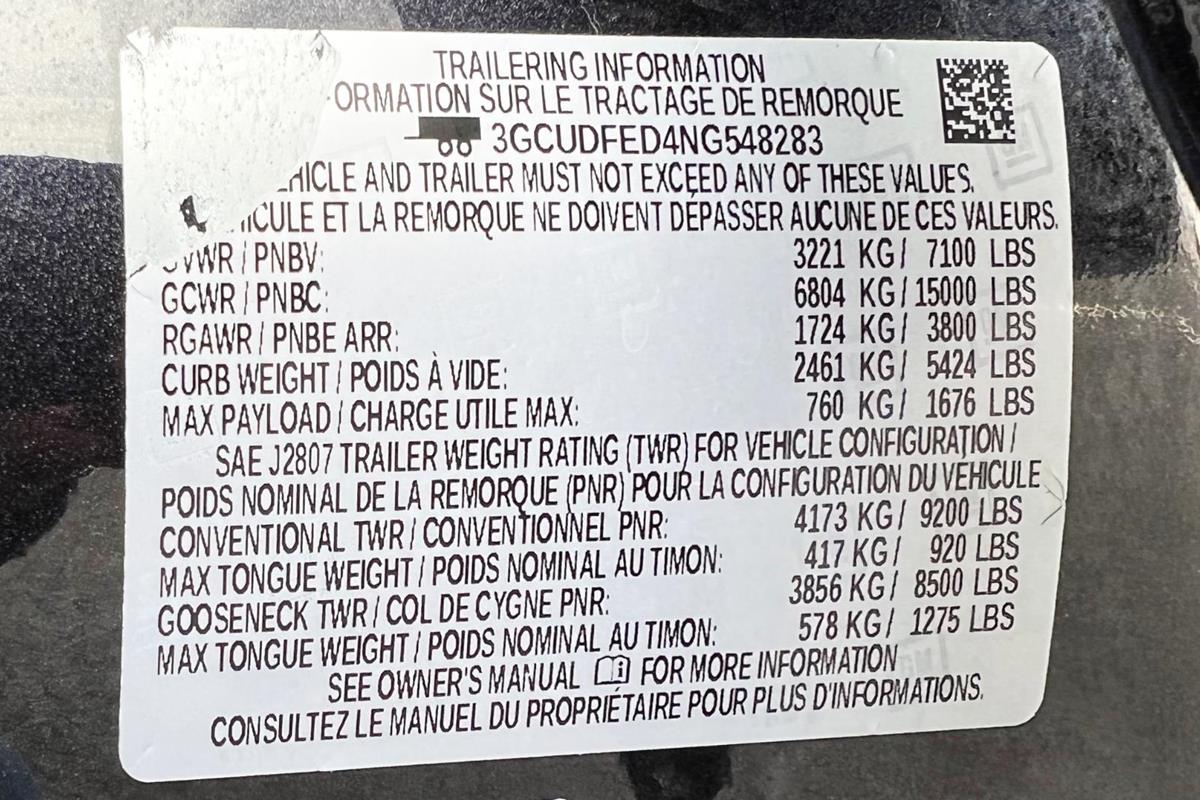 TRAILERING INFORMATION
ORMATION SUR LE TRACTAGE DE REMORQUE
3GCUDFED4NG548283
EHICLE AND TRAILER MUST NOT EXCEED ANY OF THESE VALUES.
ICULE ET LA REMORQUE NE DOIVENT DÉPASSER AUCUNE DE CES VALEURS.
GVWR / PNBV: 3221 KG / 7100 LBS
GCWR / PNBC: 6804 KG / 15000 LBS
RGAWR / PNBE ARR: 1724 KG / 3800 LBS
CURB WEIGHT / POIDS À VIDE: 2461 KG / 5424 LBS
MAX PAYLOAD / CHARGE UTILE MAX: 760 KG / 1676 LBS
SAE J2807 TRAILER WEIGHT RATING (TWR) FOR VEHICLE CONFIGURATION /
POIDS NOMINAL DE LA REMORQUE (PNR) POUR LA CONFIGURATION DU VEHICULE
CONVENTIONAL TWR / CONVENTIONNEL PNR: 4173 KG / 9200 LBS
MAX TONGUE WEIGHT / POIDS NOMINAL AU TIMON: 417 KG / 920 LBS
GOOSENECK TWR / COL DE CYGNE PNR: 3856 KG / 8500 LBS
MAX TONGUE WEIGHT / POIDS NOMINAL AU TIMON: 578 KG / 1275 LBS
SEE OWNER'S MANUAL FOR MORE INFORMATION
CONSULTEZ LE MANUEL DU PROPRIÉTAIRE POUR PLUS D'INFORMATIONS.